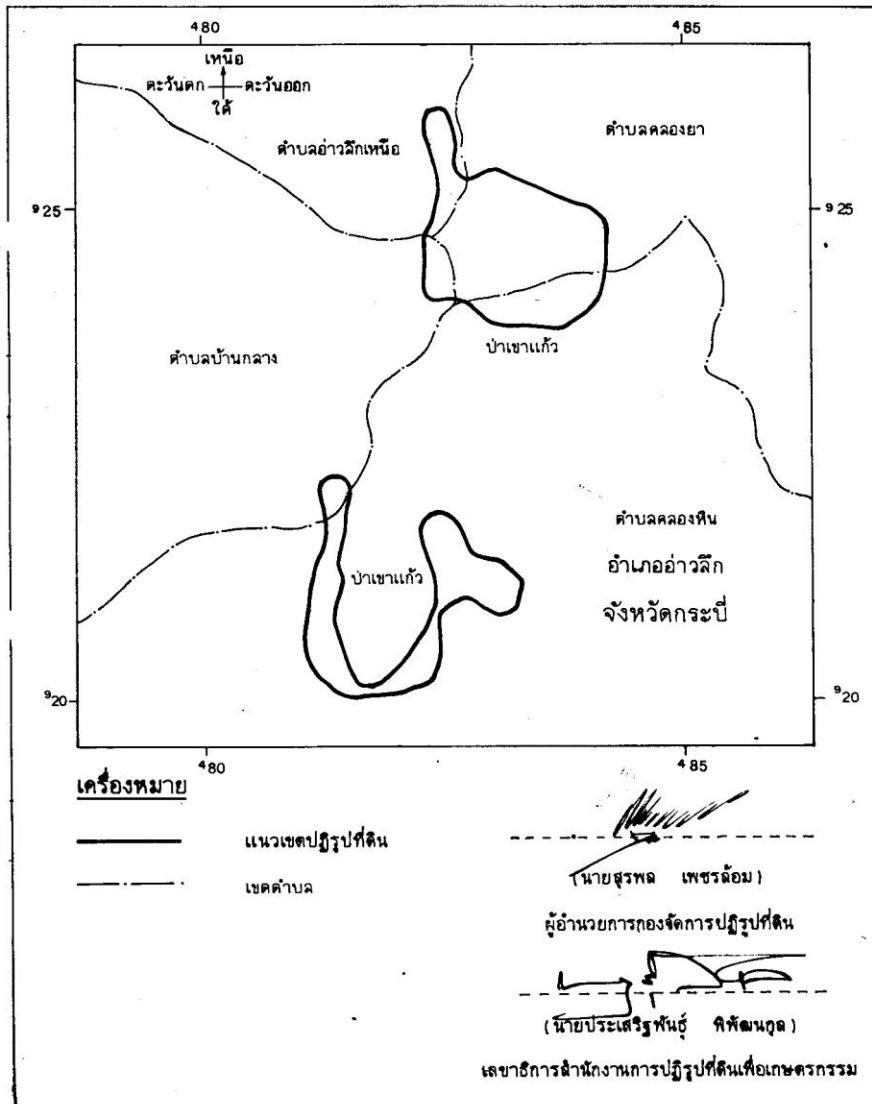 480 485
เหนือ
ตะวันตก ตะวันออก
ใต้
ตำบลอ่าวลึกเหนือ
ตำบลคลองยา
925 925
ป่าเขาแก้ว
ตำบลบ้านกลาง
ตำบลคลองหิน
ป่าเขาแก้ว
อำเภออ่าวลึก
จังหวัดกระบี่
920 920
480 485
เครื่องหมาย
แนวเขตปฏิรูปที่ดิน
เขตตำบล
(นายสุรพล เพชรล้อม)
ผู้อำนวยการกองจัดการปฏิรูปที่ดิน
(นายประเสริฐพันธุ์ พิพัฒนกุล)
เลขาธิการสำนักงานการปฏิรูปที่ดินเพื่อเกษตรกรรม